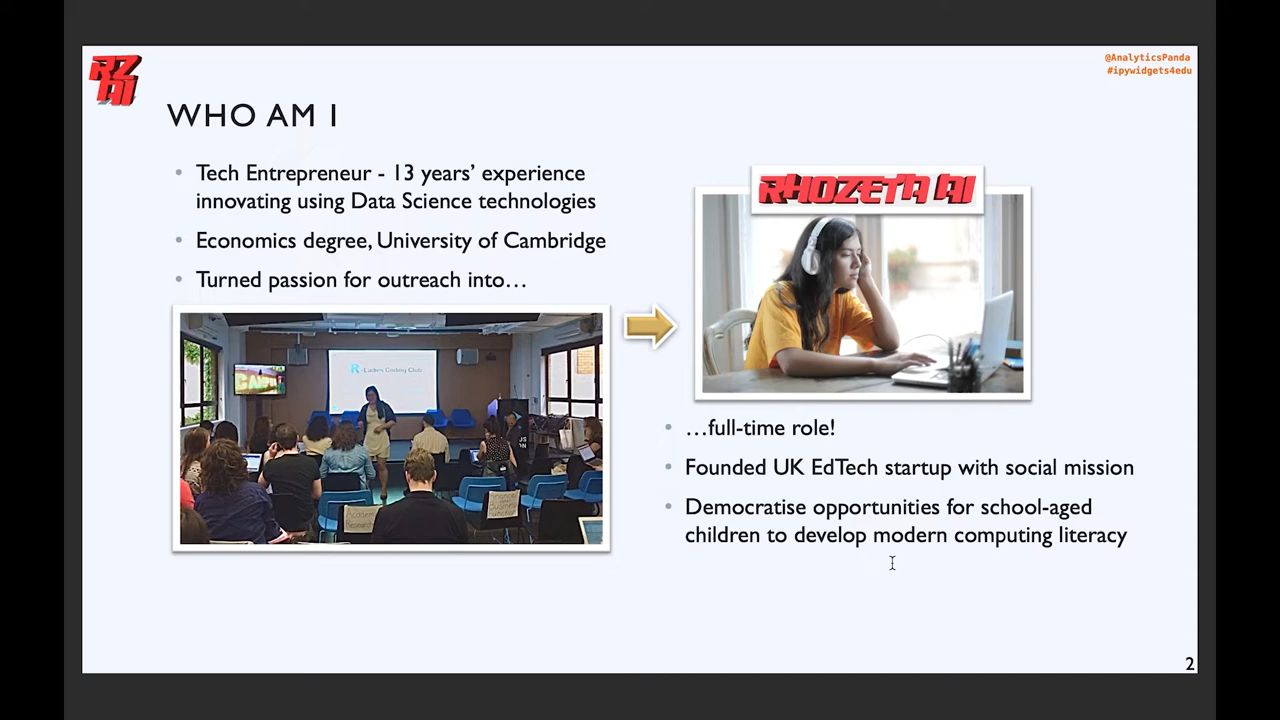 RZ
AI
@AnalyticsPanda
#ipywidgets4edu
WHO AM I
Tech Entrepreneur - 13 years’ experience
innovating using Data Science technologies
Economics degree, University of Cambridge
Turned passion for outreach into…
R-Ladies Coding Club
RHOZETA AI
…full-time role!
Founded UK EdTech startup with social mission
Democratise opportunities for school-aged
children to develop modern computing literacy
2